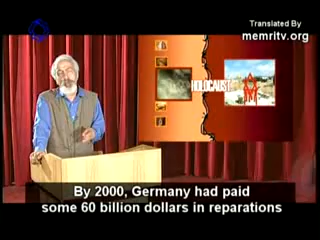 Translated By
memritv.org
HOLOCAUST
By 2000, Germany had paid
some 60 billion dollars in reparations